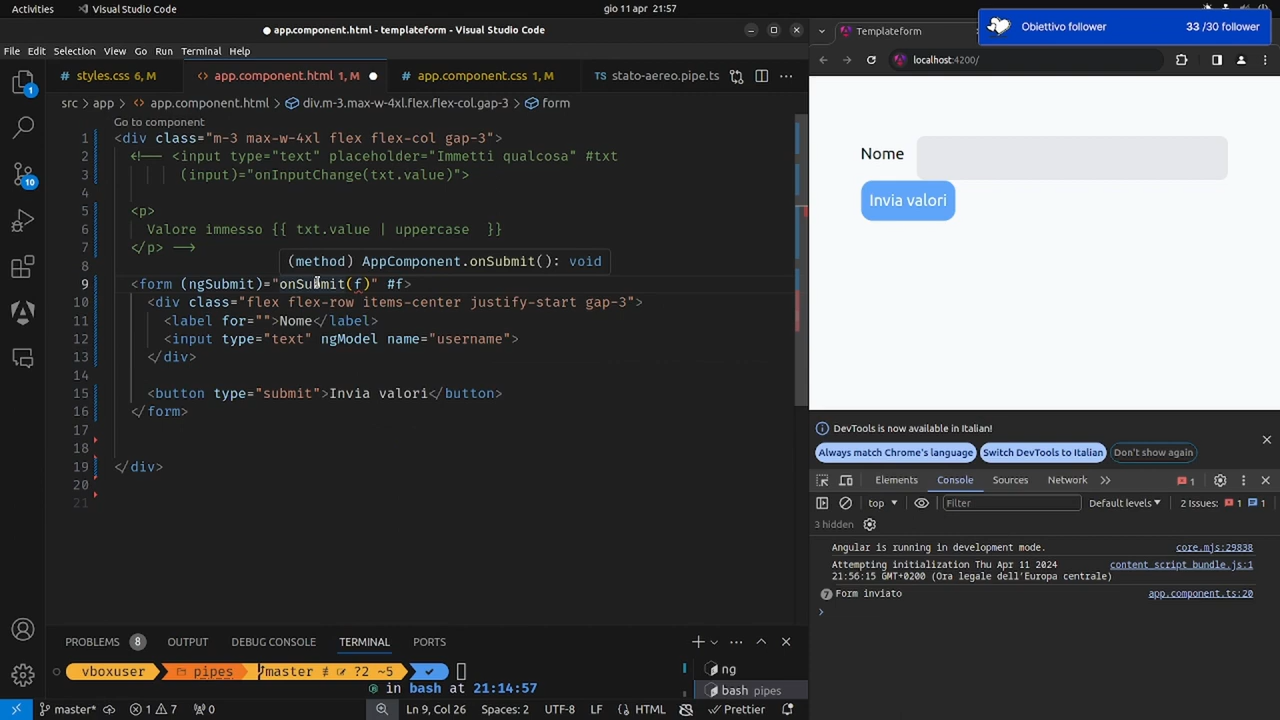 Activities
Visual Studio Code
gio 11 apr 21:57
Obiettivo follower 33 /30 follower
● app.component.html - templateform - Visual Studio Code
File Edit Selection View Go Run Terminal Help
styles.css 6, M
app.component.html 1, M
app.component.css 1, M
stato-aereo.pipe.ts
src > app > app.component.html > div.m-3.max-w-4xl.flex.flex-col.gap-3 > form
Go to component
1 <div class="m-3 max-w-4xl flex flex-col gap-3">
2 <!-- <input type="text" placeholder="Immetti qualcosa" #txt
3 (input)="onInputChange(txt.value)">
4
5 <p>
6 Valore immesso {{ txt.value | uppercase }}
7 </p> -->
(method) AppComponent.onSubmit(): void
8
9 <form (ngSubmit)="onSubmit(f)" #f>
10 <div class="flex flex-row items-center justify-start gap-3">
11 <label for="">Nome</label>
12 <input type="text" ngModel name="username">
13 </div>
14
15 <button type="submit">Invia valori</button>
16 </form>
17
18
19 </div>
20
21
PROBLEMS 8 OUTPUT DEBUG CONSOLE TERMINAL PORTS
vboxuser pipes master ≢ ?2 ~5 ✓
in bash at 21:14:57
ng
bash pipes
master* 1 7 0 Ln 9, Col 26 Spaces: 2 UTF-8 LF HTML Prettier
1
10
Templateform
localhost:4200/
Nome
Invia valori
DevTools is now available in Italian!
Always match Chrome's language Switch DevTools to Italian Don't show again
Elements Console Sources Network 1
top Filter Default levels 2 Issues: 1 1
3 hidden
Angular is running in development mode. core.mjs:29838
Attempting initialization Thu Apr 11 2024 content_script_bundle.js:1
21:56:15 GMT+0200 (Ora legale dell'Europa centrale)
7 Form inviato app.component.ts:20